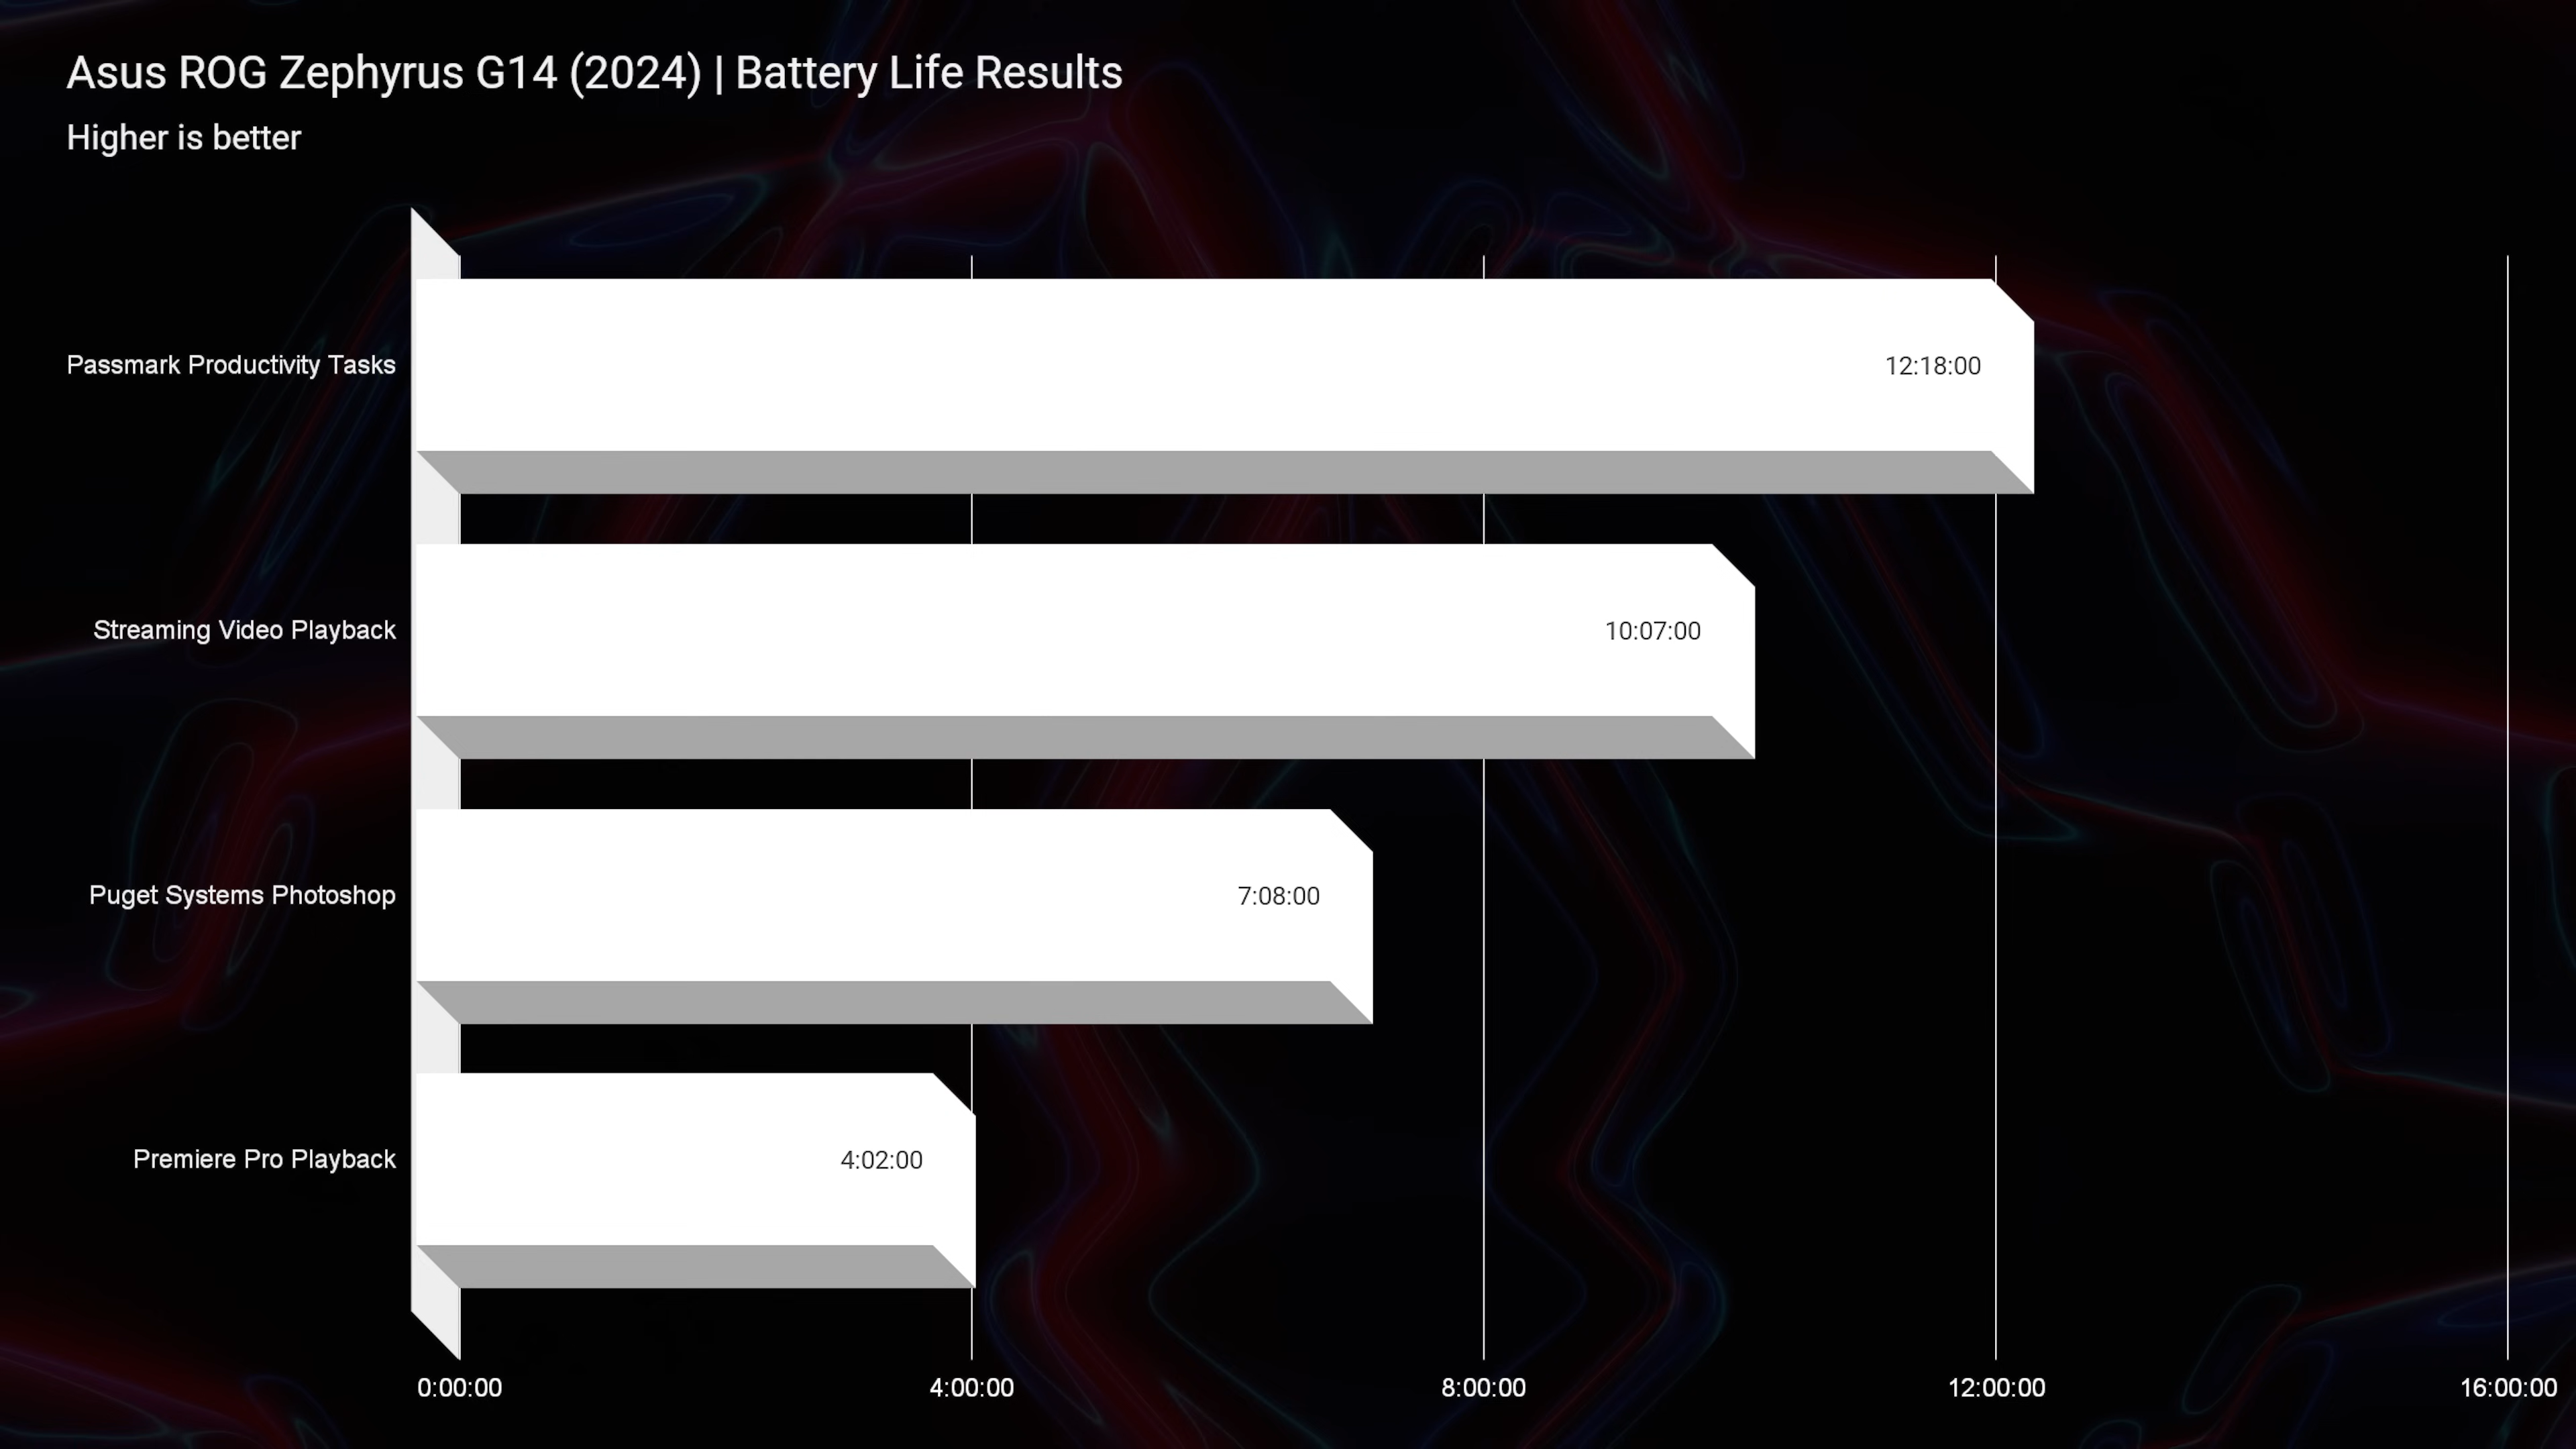 Asus ROG Zephyrus G14 (2024) | Battery Life Results
Higher is better
Passmark Productivity Tasks
12:18:00
Streaming Video Playback
10:07:00
Puget Systems Photoshop
7:08:00
Premiere Pro Playback
4:02:00
0:00:00
4:00:00
8:00:00
12:00:00
16:00:00